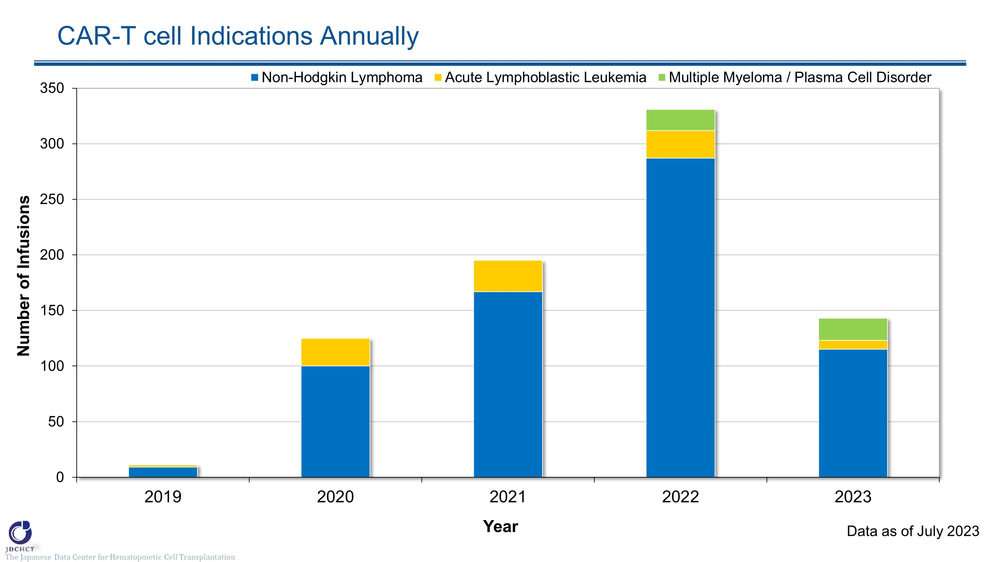 CAR-T cell Indications Annually
Non-Hodgkin Lymphoma Acute Lymphoblastic Leukemia Multiple Myeloma / Plasma Cell Disorder
350
300
250
200
150
100
50
0
Number of Infusions
2019 2020 2021 2022 2023
Year
Data as of July 2023
JDCHCT
The Japanese Data Center for Hematopoietic Cell Transplantation